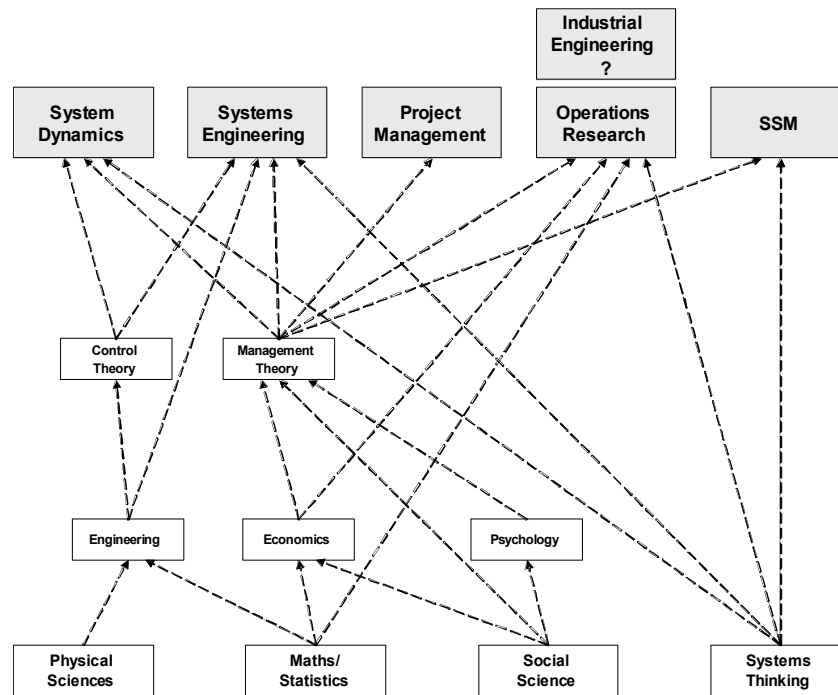 Industrial
Engineering
?
System
Dynamics
Systems
Engineering
Project
Management
Operations
Research
SSM
Control
Theory
Management
Theory
Engineering
Economics
Psychology
Physical
Sciences
Maths/
Statistics
Social
Science
Systems
Thinking